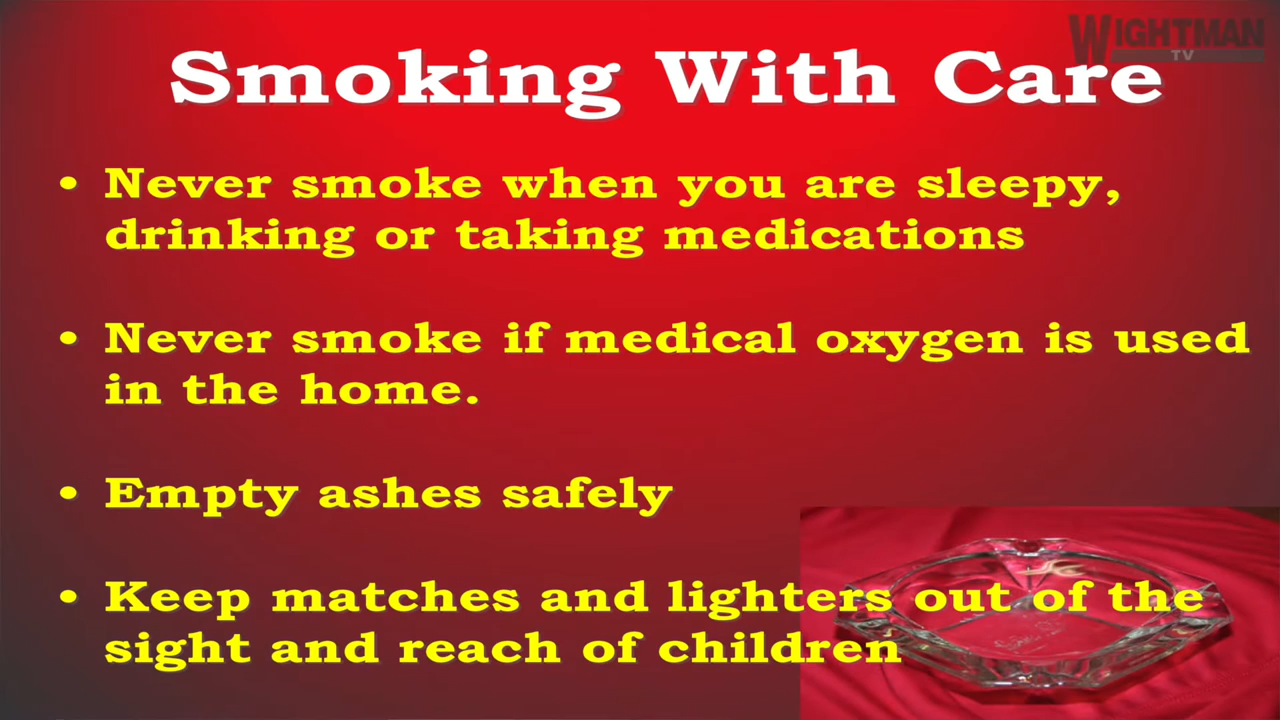 WIGHTMAN
TV
Smoking With Care
• Never smoke when you are sleepy,
drinking or taking medications
• Never smoke if medical oxygen is used
in the home.
• Empty ashes safely
• Keep matches and lighters out of the
sight and reach of children